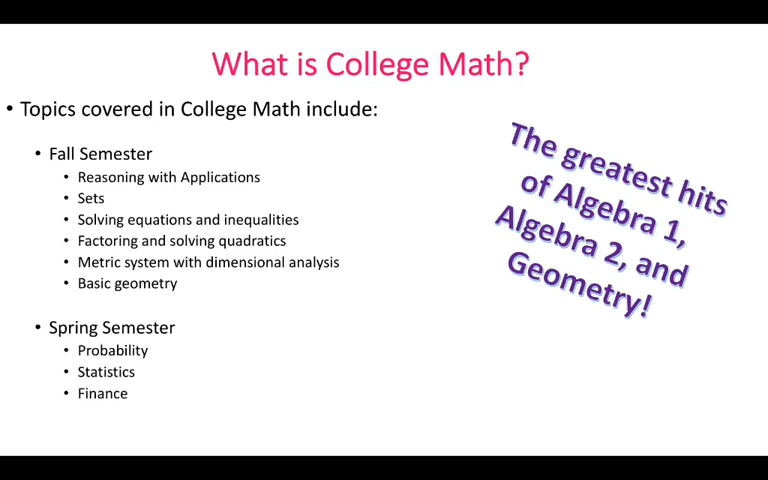 What is College Math?
• Topics covered in College Math include:
• Fall Semester
• Reasoning with Applications
• Sets
• Solving equations and inequalities
• Factoring and solving quadratics
• Metric system with dimensional analysis
• Basic geometry
• Spring Semester
• Probability
• Statistics
• Finance
The greatest hits
of Algebra 1,
Algebra 2, and
Geometry!